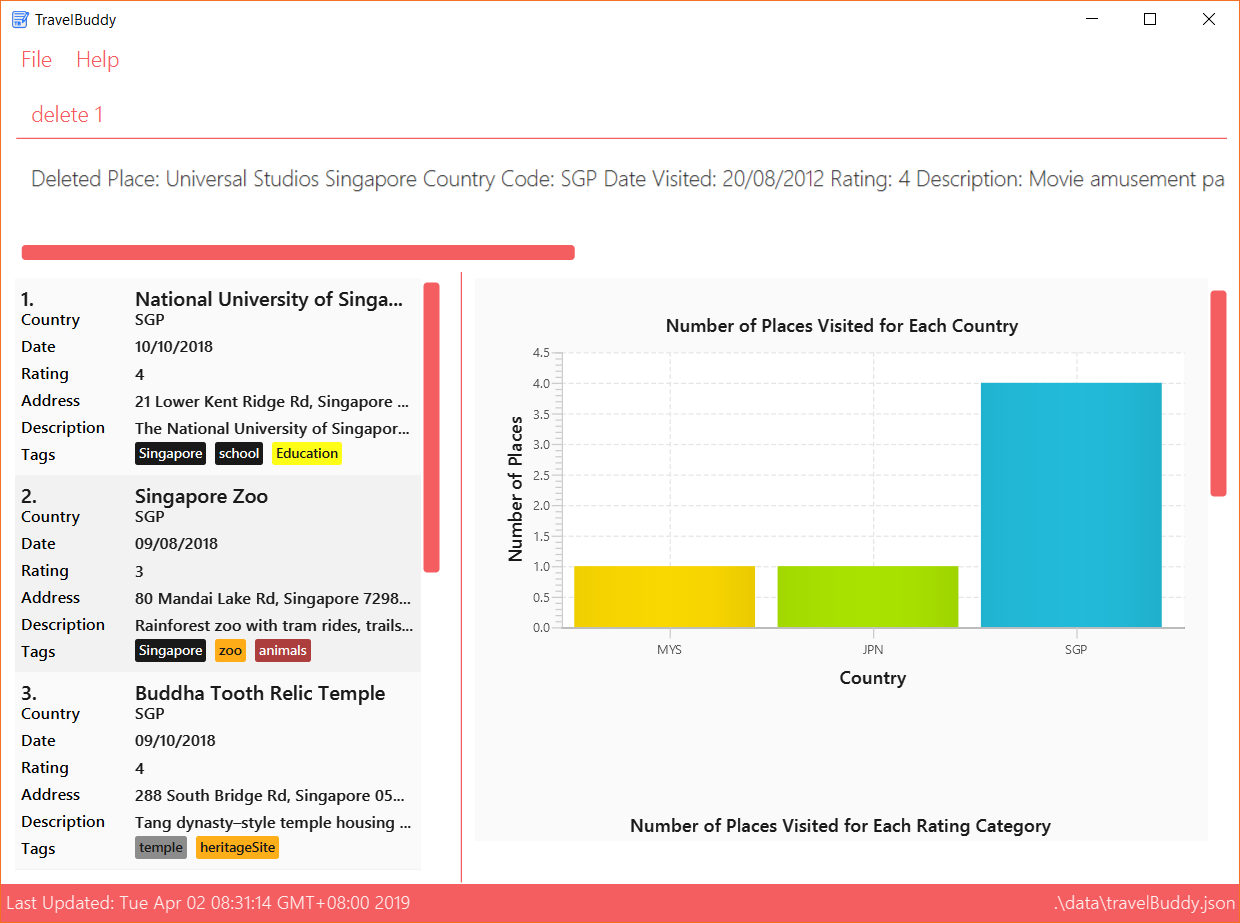 TravelBuddy
File Help
delete 1
Deleted Place: Universal Studios Singapore Country Code: SGP Date Visited: 20/08/2012 Rating: 4 Description: Movie amusement pa
1. National University of Singa...
Country SGP
Date 10/10/2018
Rating 4
Address 21 Lower Kent Ridge Rd, Singapore ...
Description The National University of Singapor...
Tags Singapore school Education
2. Singapore Zoo
Country SGP
Date 09/08/2018
Rating 3
Address 80 Mandai Lake Rd, Singapore 7298...
Description Rainforest zoo with tram rides, trails...
Tags Singapore zoo animals
3. Buddha Tooth Relic Temple
Country SGP
Date 09/10/2018
Rating 4
Address 288 South Bridge Rd, Singapore 05...
Description Tang dynasty–style temple housing ...
Tags temple heritageSite
Number of Places Visited for Each Country
Number of Places
4.5
4.0
3.5
3.0
2.5
2.0
1.5
1.0
0.5
0.0
MYS JPN SGP
Country
Number of Places Visited for Each Rating Category
Last Updated: Tue Apr 02 08:31:14 GMT+08:00 2019 .\data\travelBuddy.json